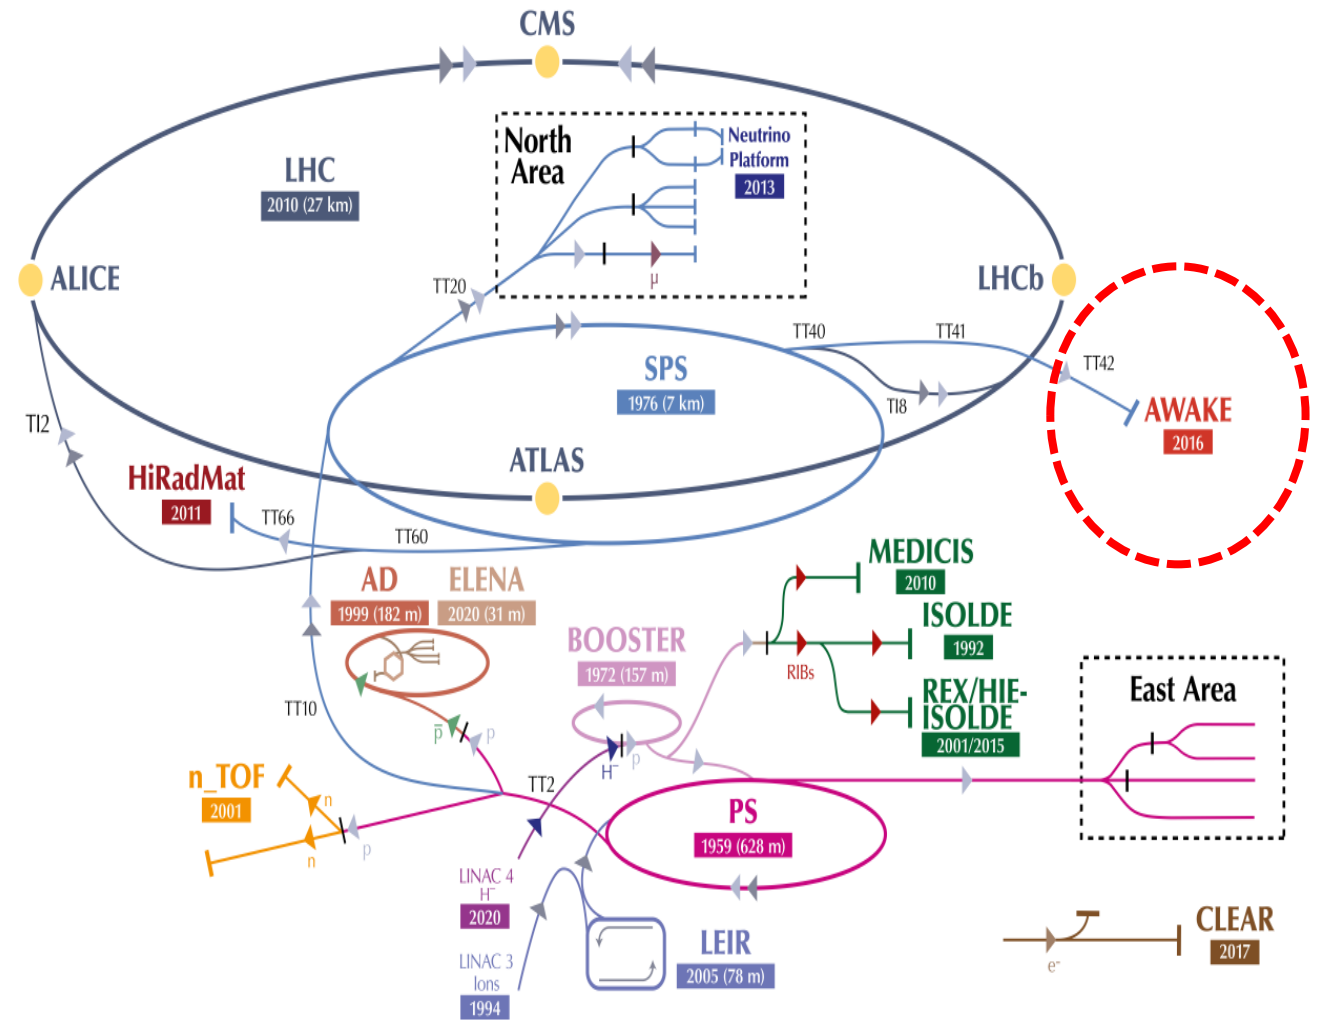 CMS
LHC
2010 (27 km)
North
Area
Neutrino
Platform
2013
μ
ALICE
LHCb
TT20
TT40
TT41
TT42
TI8
SPS
1976 (7 km)
AWAKE
2016
TI2
ATLAS
HiRadMat
2011
TT66
TT60
AD
1999 (182 m)
ELENA
2020 (31 m)
MEDICIS
2010
ISOLDE
1992
RIBs
REX/HIE-
ISOLDE
2001/2015
BOOSTER
1972 (157 m)
East Area
TT10
p̅
p
H⁻
p
n_TOF
2001
n
n
p
TT2
PS
1959 (628 m)
LINAC 4
H⁻
2020
LINAC 3
Ions
1994
LEIR
2005 (78 m)
CLEAR
2017
e⁻